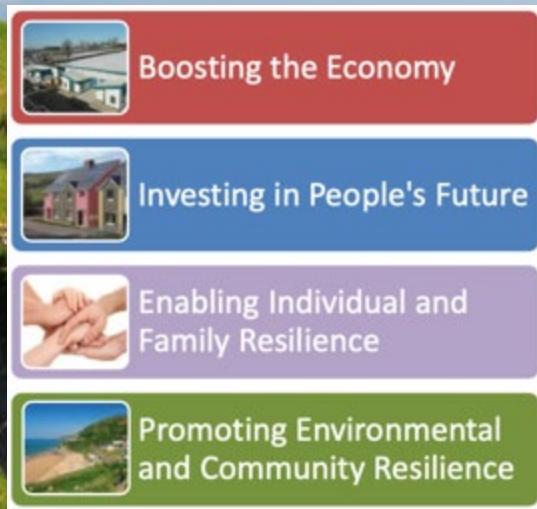 Boosting the Economy
Investing in People's Future
Enabling Individual and
Family Resilience
Promoting Environmental
and Community Resilience